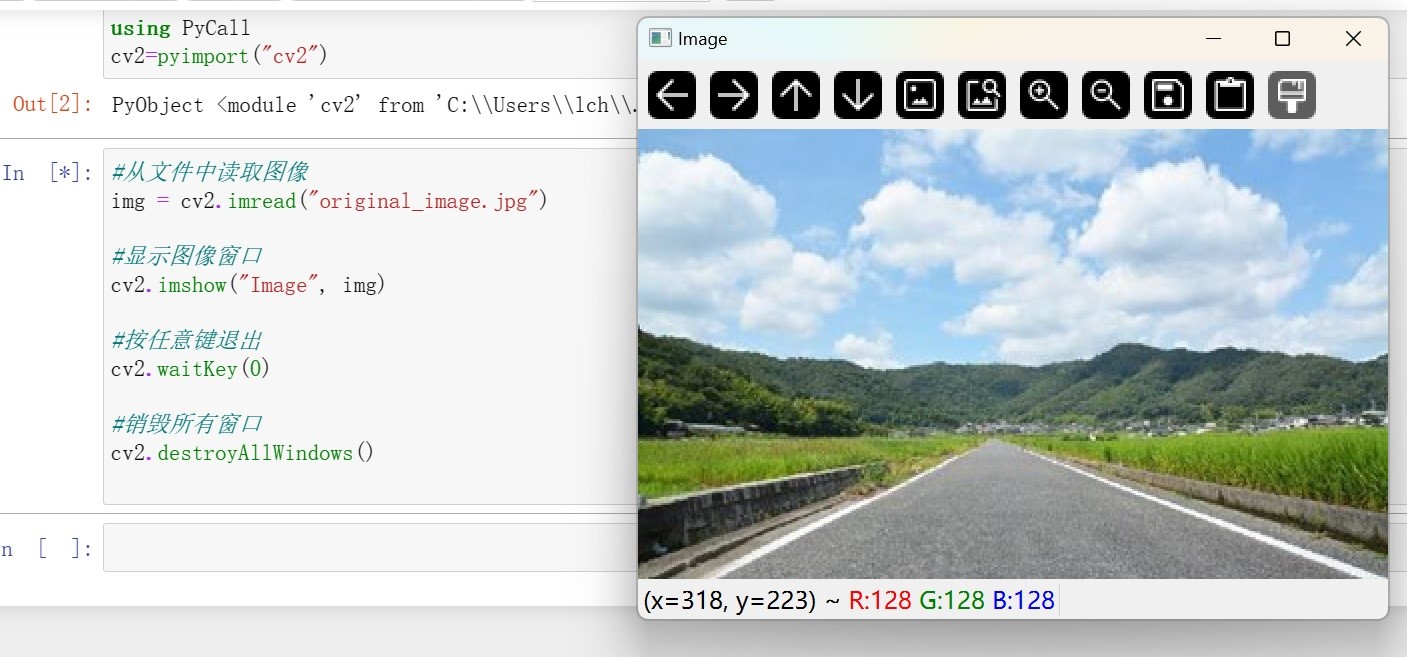 using PyCall
cv2=pyimport("cv2")
Out[2]: PyObject <module 'cv2' from 'C:\\Users\\lch\\.
In [*]: #从文件中读取图像
img = cv2.imread("original_image.jpg")
#显示图像窗口
cv2.imshow("Image", img)
#按任意键退出
cv2.waitKey(0)
#销毁所有窗口
cv2.destroyAllWindows()
n [ ]:
Image
(x=318, y=223) ~ R:128 G:128 B:128